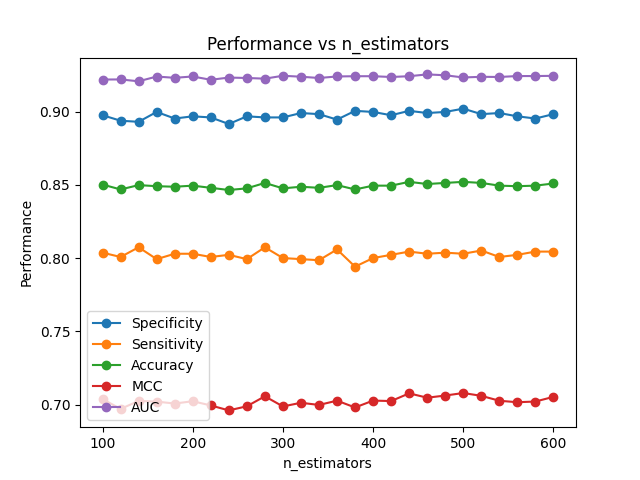 Performance vs n_estimators
Performance
0.90
0.85
0.80
0.75
0.70
Specificity
Sensitivity
Accuracy
MCC
AUC
100
200
300
400
500
600
n_estimators